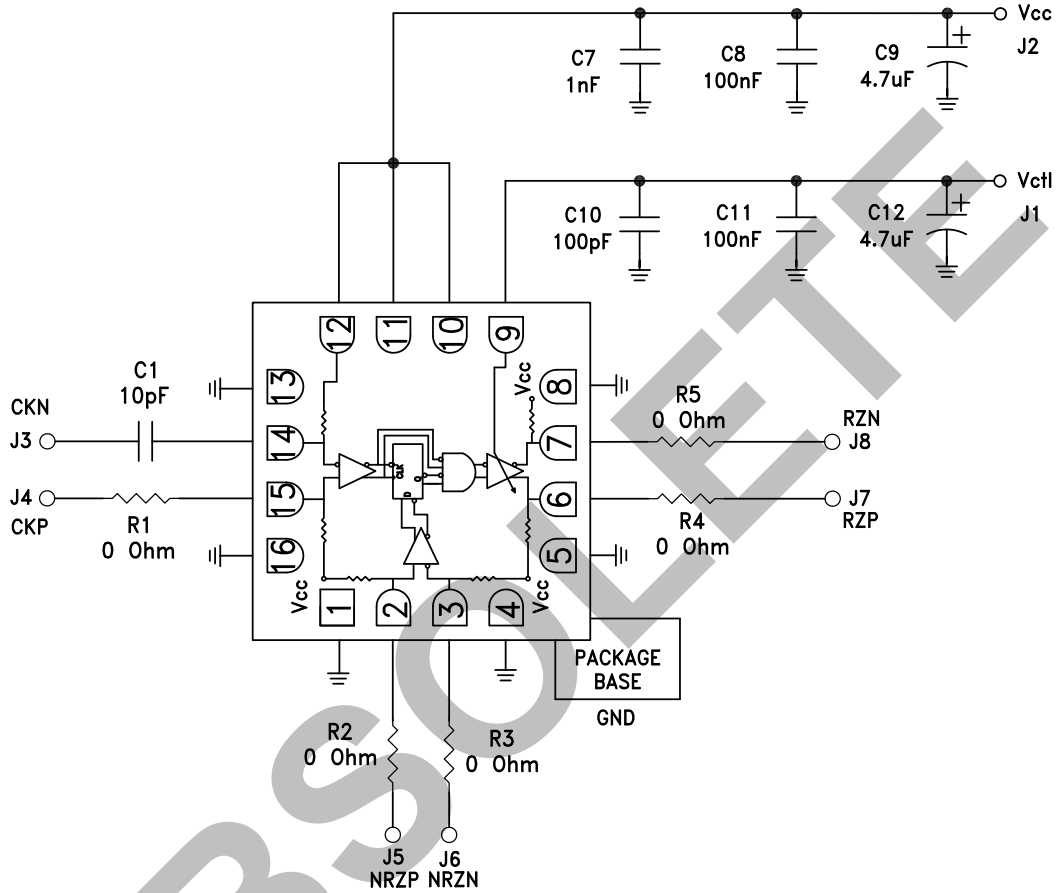 Vcc
J2
C7
1nF
C8
100nF
C9
4.7uF
+
Vctl
J1
C10
100pF
C11
100nF
C12
4.7uF
+
12
11
10
9
C1
10pF
CKN
J3
J4
CKP
R1
0 Ohm
13
14
15
16
Vcc
8
7
6
5
CLK
D
Q
R5
0 Ohm
RZN
J8
J7
RZP
R4
0 Ohm
Vcc
1
2
3
4
Vcc
PACKAGE
BASE
GND
R2
0 Ohm
R3
0 Ohm
J5
NRZP
J6
NRZN
BSOLETE